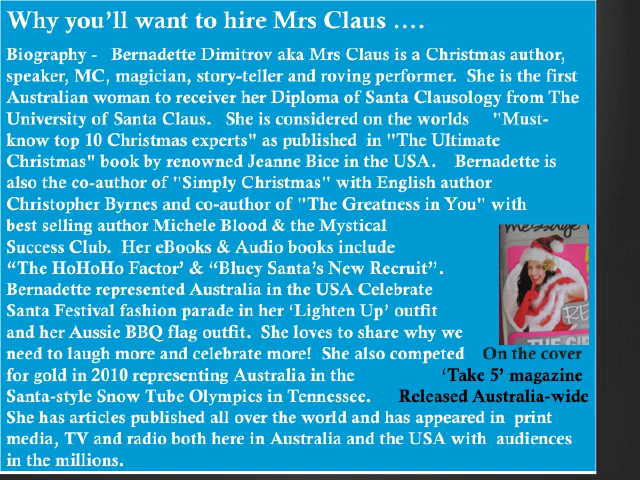 Why you'll want to hire Mrs Claus ….
Biography - Bernadette Dimitrov aka Mrs Claus is a Christmas author,
speaker, MC, magician, story-teller and roving performer. She is the first
Australian woman to receiver her Diploma of Santa Clausology from The
University of Santa Claus. She is considered on the worlds "Must-
know top 10 Christmas experts" as published in "The Ultimate
Christmas" book by renowned Jeanne Bice in the USA. Bernadette is
also the co-author of "Simply Christmas" with English author
Christopher Byrnes and co-author of "The Greatness in You" with
best selling author Michele Blood & the Mystical
Success Club. Her eBooks & Audio books include
“The HoHoHo Factor’ & “Bluey Santa’s New Recruit”.
Bernadette represented Australia in the USA Celebrate
Santa Festival fashion parade in her ‘Lighten Up’ outfit
and her Aussie BBQ flag outfit. She loves to share why we
need to laugh more and celebrate more! She also competed
for gold in 2010 representing Australia in the
Santa-style Snow Tube Olympics in Tennessee.
She has articles published all over the world and has appeared in print
media, TV and radio both here in Australia and the USA with audiences
in the millions.
message
RE
THE GI
On the cover
‘Take 5’ magazine
Released Australia-wide